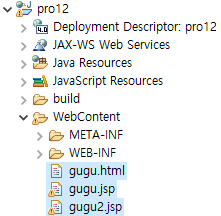 pro12
Deployment Descriptor: pro12
JAX-WS Web Services
Java Resources
JavaScript Resources
build
WebContent
META-INF
WEB-INF
gugu.html
gugu.jsp
gugu2.jsp